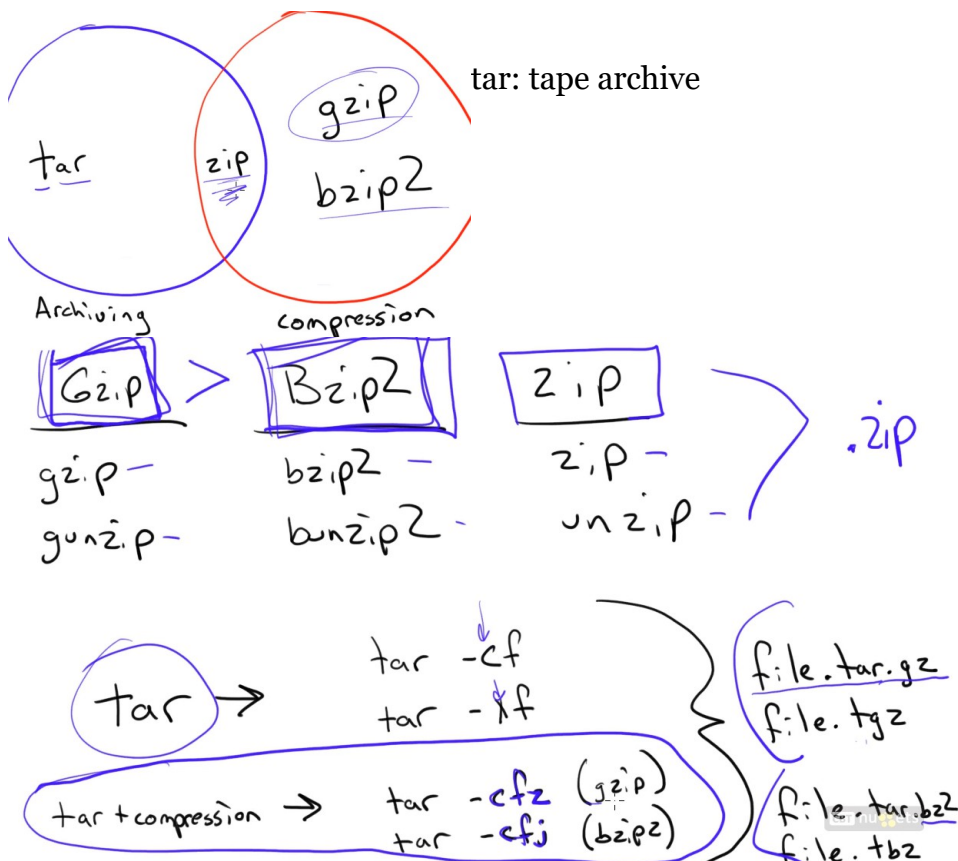 tar: tape archive
gzip
tar
zip
bzip2
Archiving
compression
Gzip > Bzip2 zip
.zip
gzip - bzip2 - zip -
gunzip - bunzip2 - unzip -
tar -cf
tar → tar -xf
file.tar.gz
file.tgz
tar + compression → tar -cfz (gzip)
tar -cfj (bzip2)
file.tar.bz2
file.tbz
nuggets